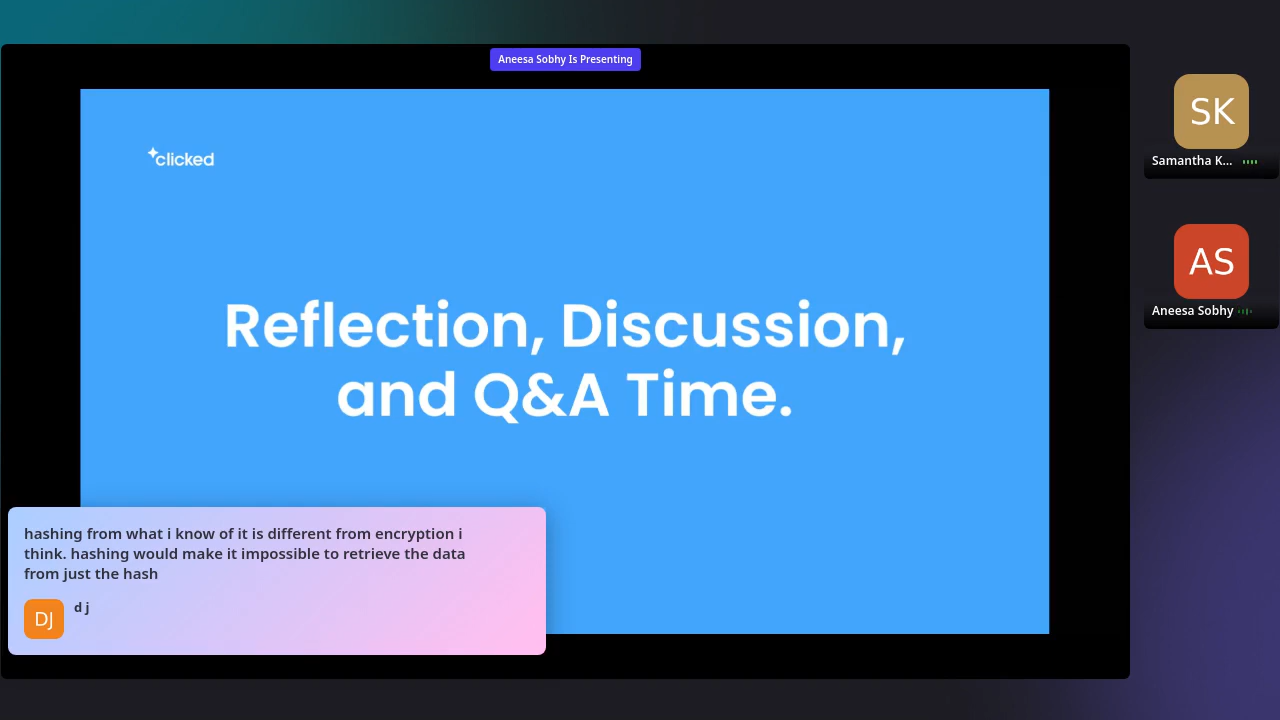 Aneesa Sobhy Is Presenting
clicked
Reflection, Discussion,
and Q&A Time.
SK
Samantha K...
AS
Aneesa Sobhy
hashing from what i know of it is different from encryption i
think. hashing would make it impossible to retrieve the data
from just the hash
DJ
d j